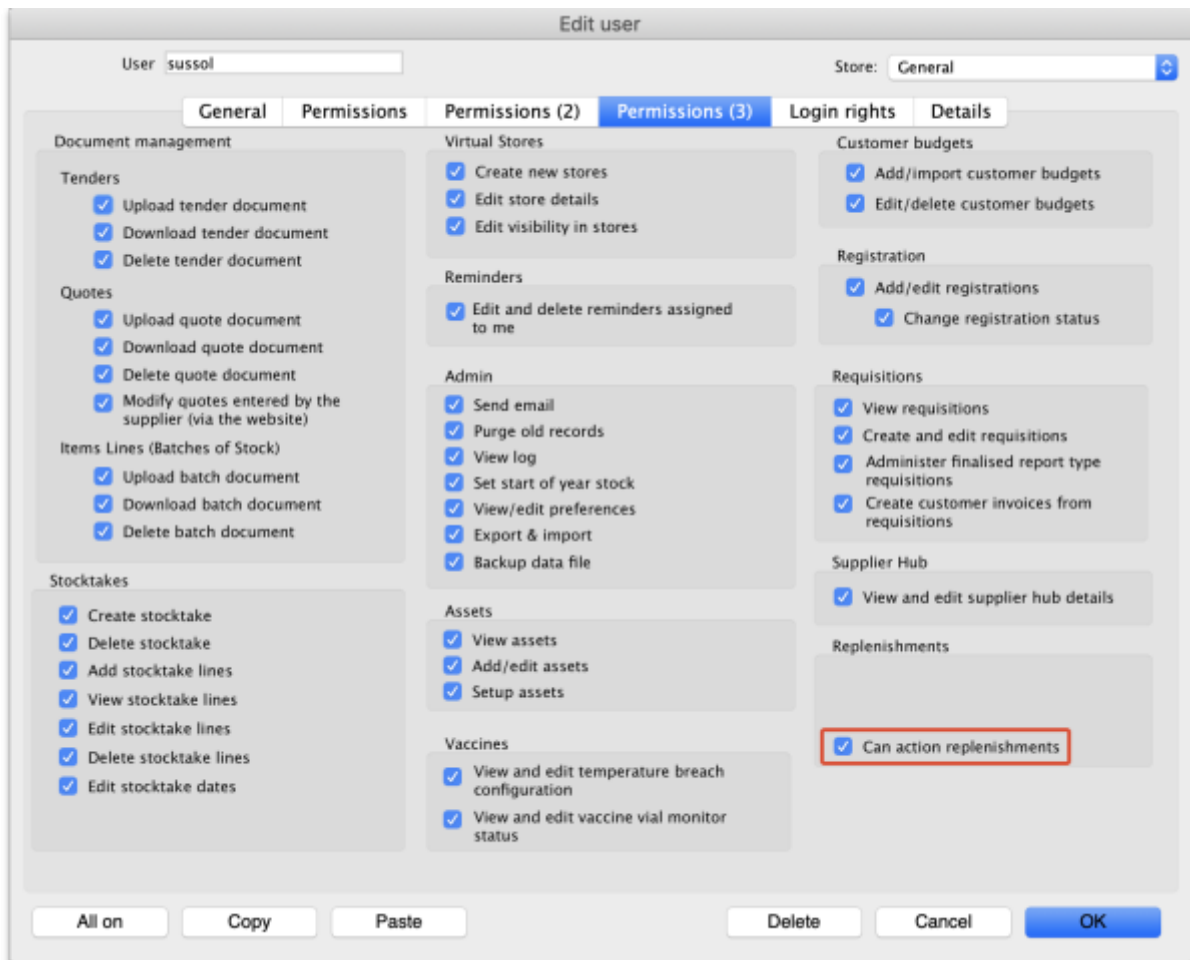 Edit user
User sussol
Store: General
General Permissions Permissions (2) Permissions (3) Login rights Details
Document management
Tenders
Upload tender document
Download tender document
Delete tender document
Quotes
Upload quote document
Download quote document
Delete quote document
Modify quotes entered by the
supplier (via the website)
Items Lines (Batches of Stock)
Upload batch document
Download batch document
Delete batch document
Stocktakes
Create stocktake
Delete stocktake
Add stocktake lines
View stocktake lines
Edit stocktake lines
Delete stocktake lines
Edit stocktake dates
Virtual Stores
Create new stores
Edit store details
Edit visibility in stores
Reminders
Edit and delete reminders assigned
to me
Admin
Send email
Purge old records
View log
Set start of year stock
View/edit preferences
Export & import
Backup data file
Assets
View assets
Add/edit assets
Setup assets
Vaccines
View and edit temperature breach
configuration
View and edit vaccine vial monitor
status
Customer budgets
Add/import customer budgets
Edit/delete customer budgets
Registration
Add/edit registrations
Change registration status
Requisitions
View requisitions
Create and edit requisitions
Administer finalised report type
requisitions
Create customer invoices from
requisitions
Supplier Hub
View and edit supplier hub details
Replenishments
Can action replenishments
All on Copy Paste Delete Cancel OK